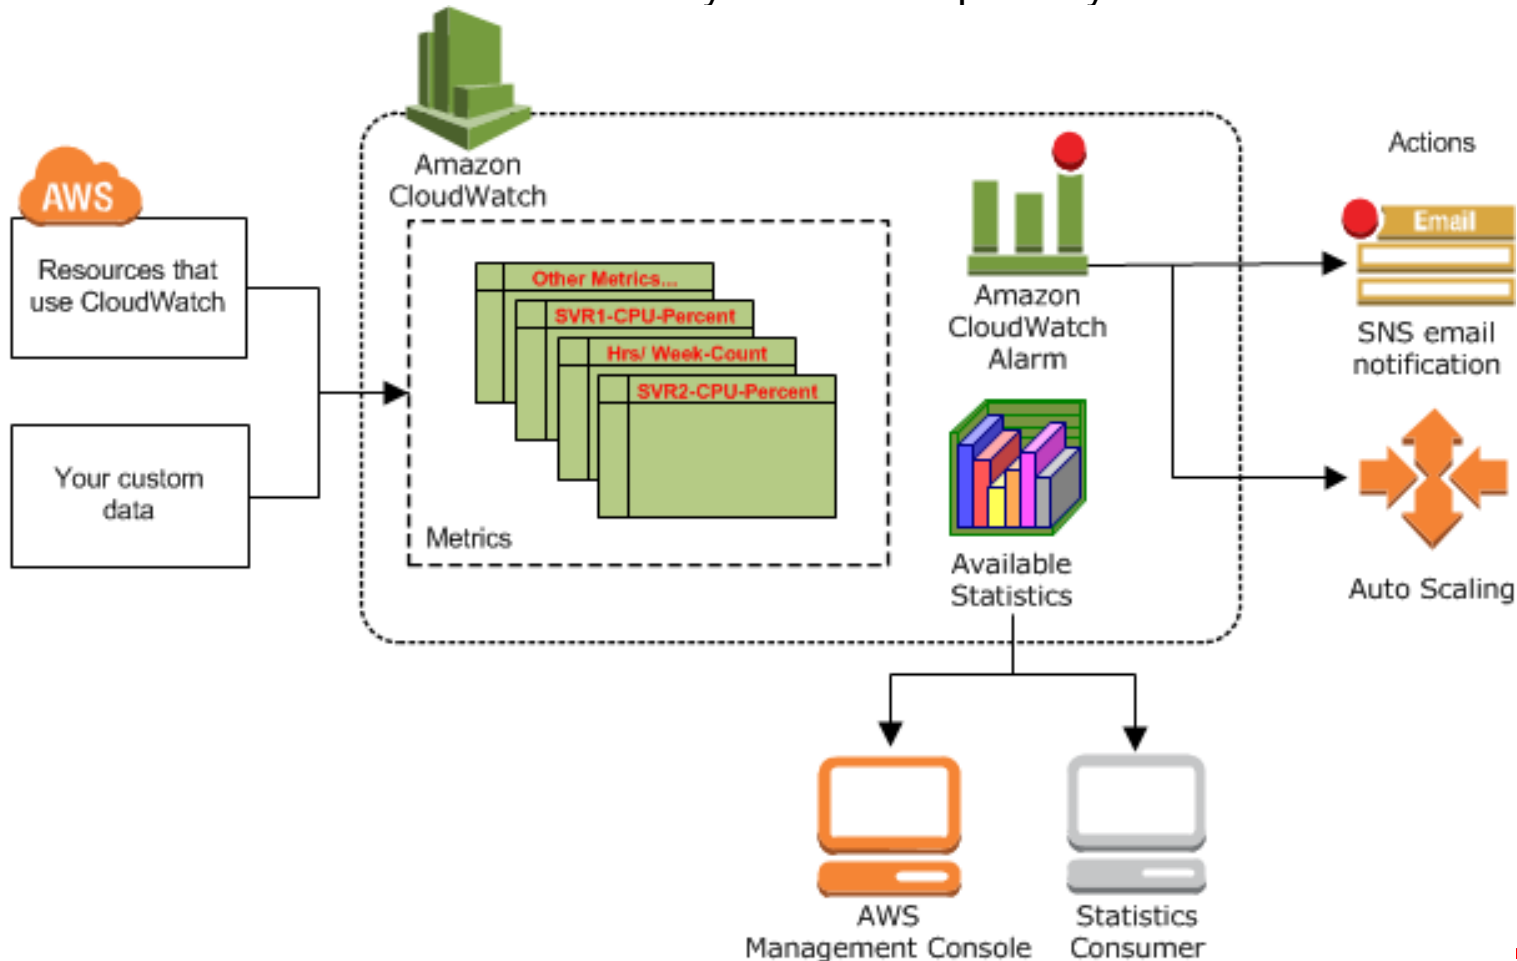 Amazon
CloudWatch
AWS
Resources that
use CloudWatch
Your custom
data
Other Metrics...
SVR1-CPU-Percent
Hrs/ Week-Count
SVR2-CPU-Percent
Metrics
Amazon
CloudWatch
Alarm
Available
Statistics
Actions
Email
SNS email
notification
Auto Scaling
AWS
Management Console
Statistics
Consumer